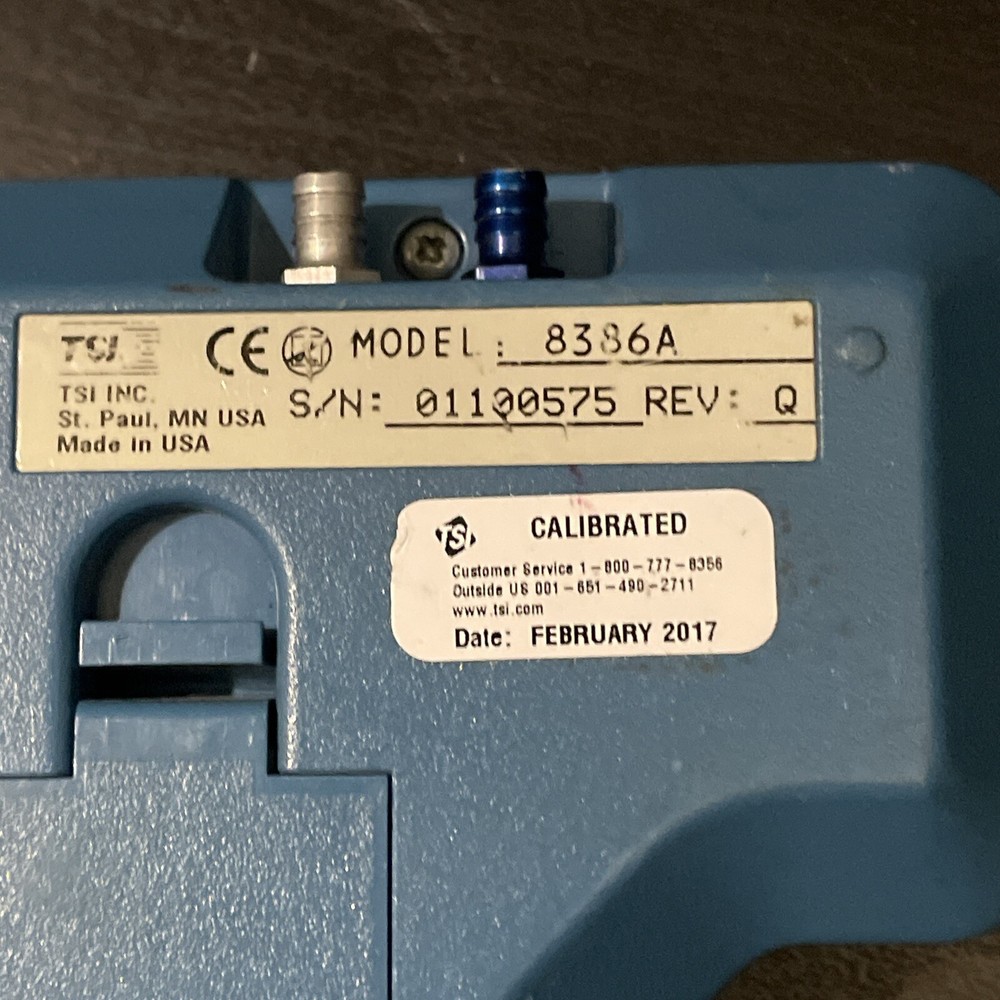 TSI CE MODEL: 8386A
TSI INC.
St. Paul, MN USA
Made in USA
S/N: 01100575 REV: Q
TSI CALIBRATED
Customer Service 1-800-777-8356
Outside US 001-651-490-2711
www.tsi.com
Date: FEBRUARY 2017